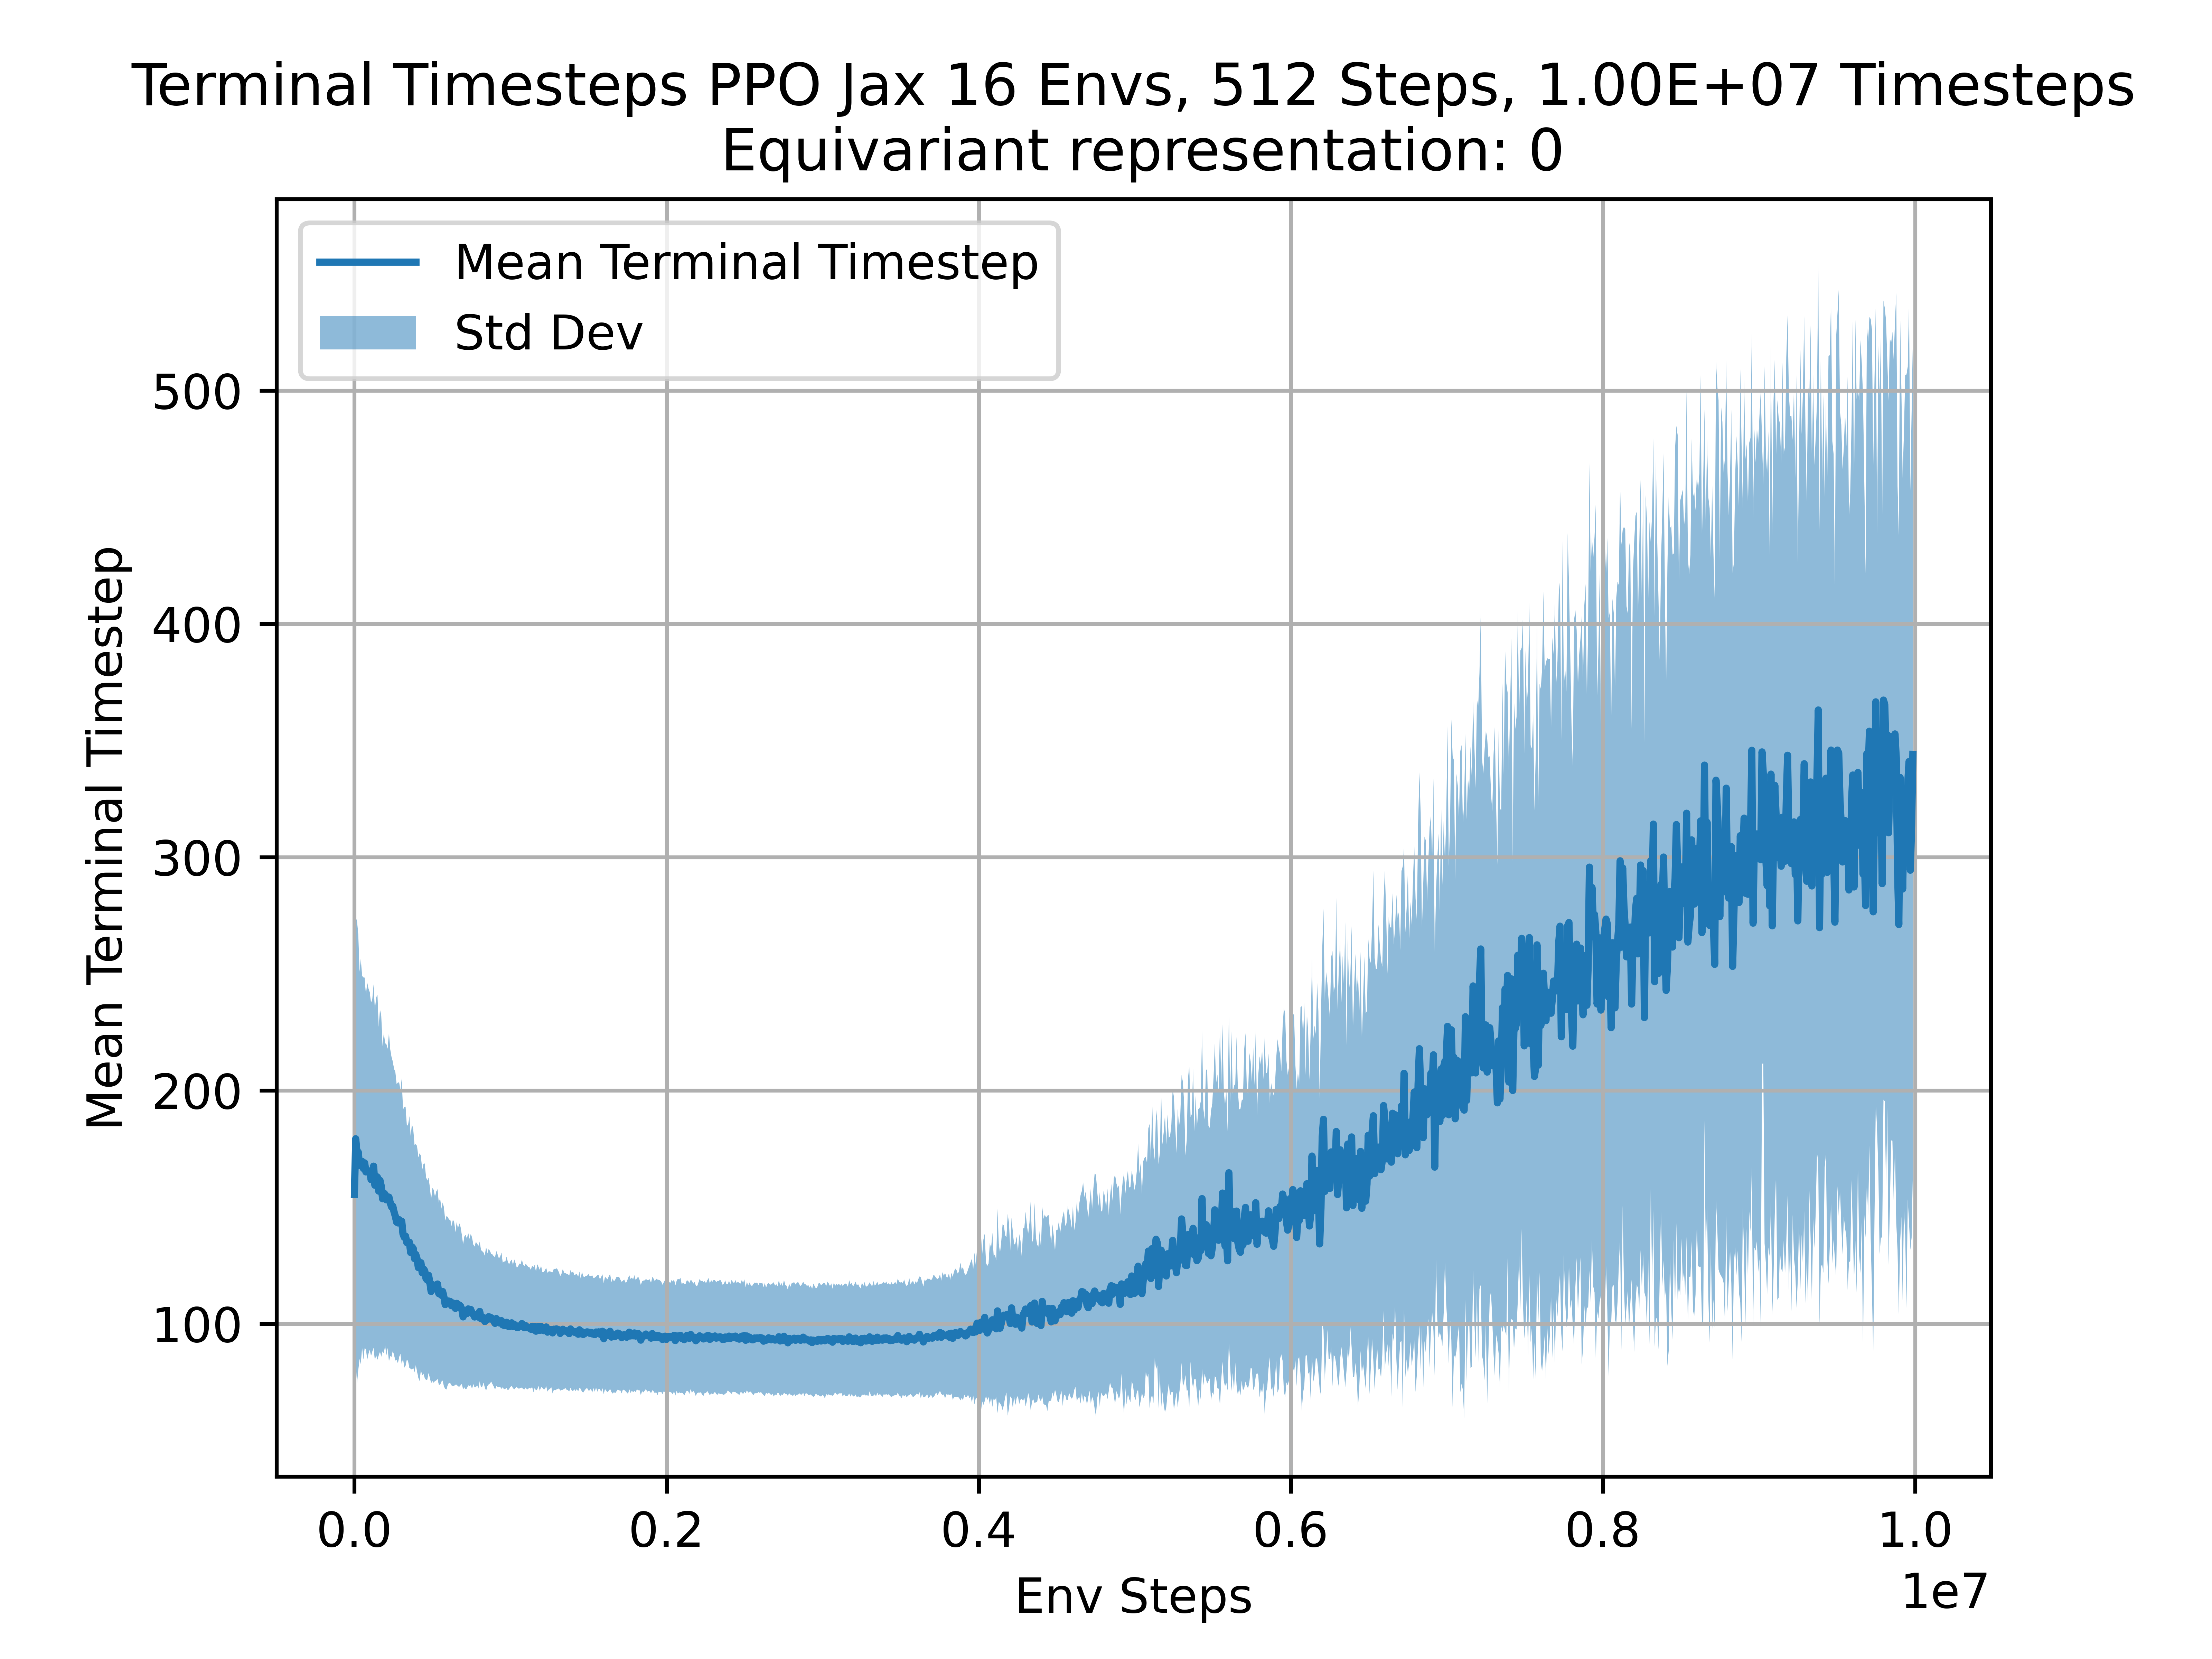 Terminal Timesteps PPO Jax 16 Envs, 512 Steps, 1.00E+07 Timesteps
Equivariant representation: 0
Mean Terminal Timestep
Std Dev
500
400
300
200
100
Mean Terminal Timestep
0.0 0.2 0.4 0.6 0.8 1.0
1e7
Env Steps